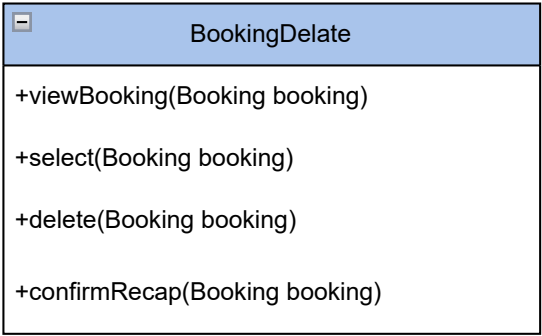 BookingDelate
+viewBooking(Booking booking)
+select(Booking booking)
+delete(Booking booking)
+confirmRecap(Booking booking)